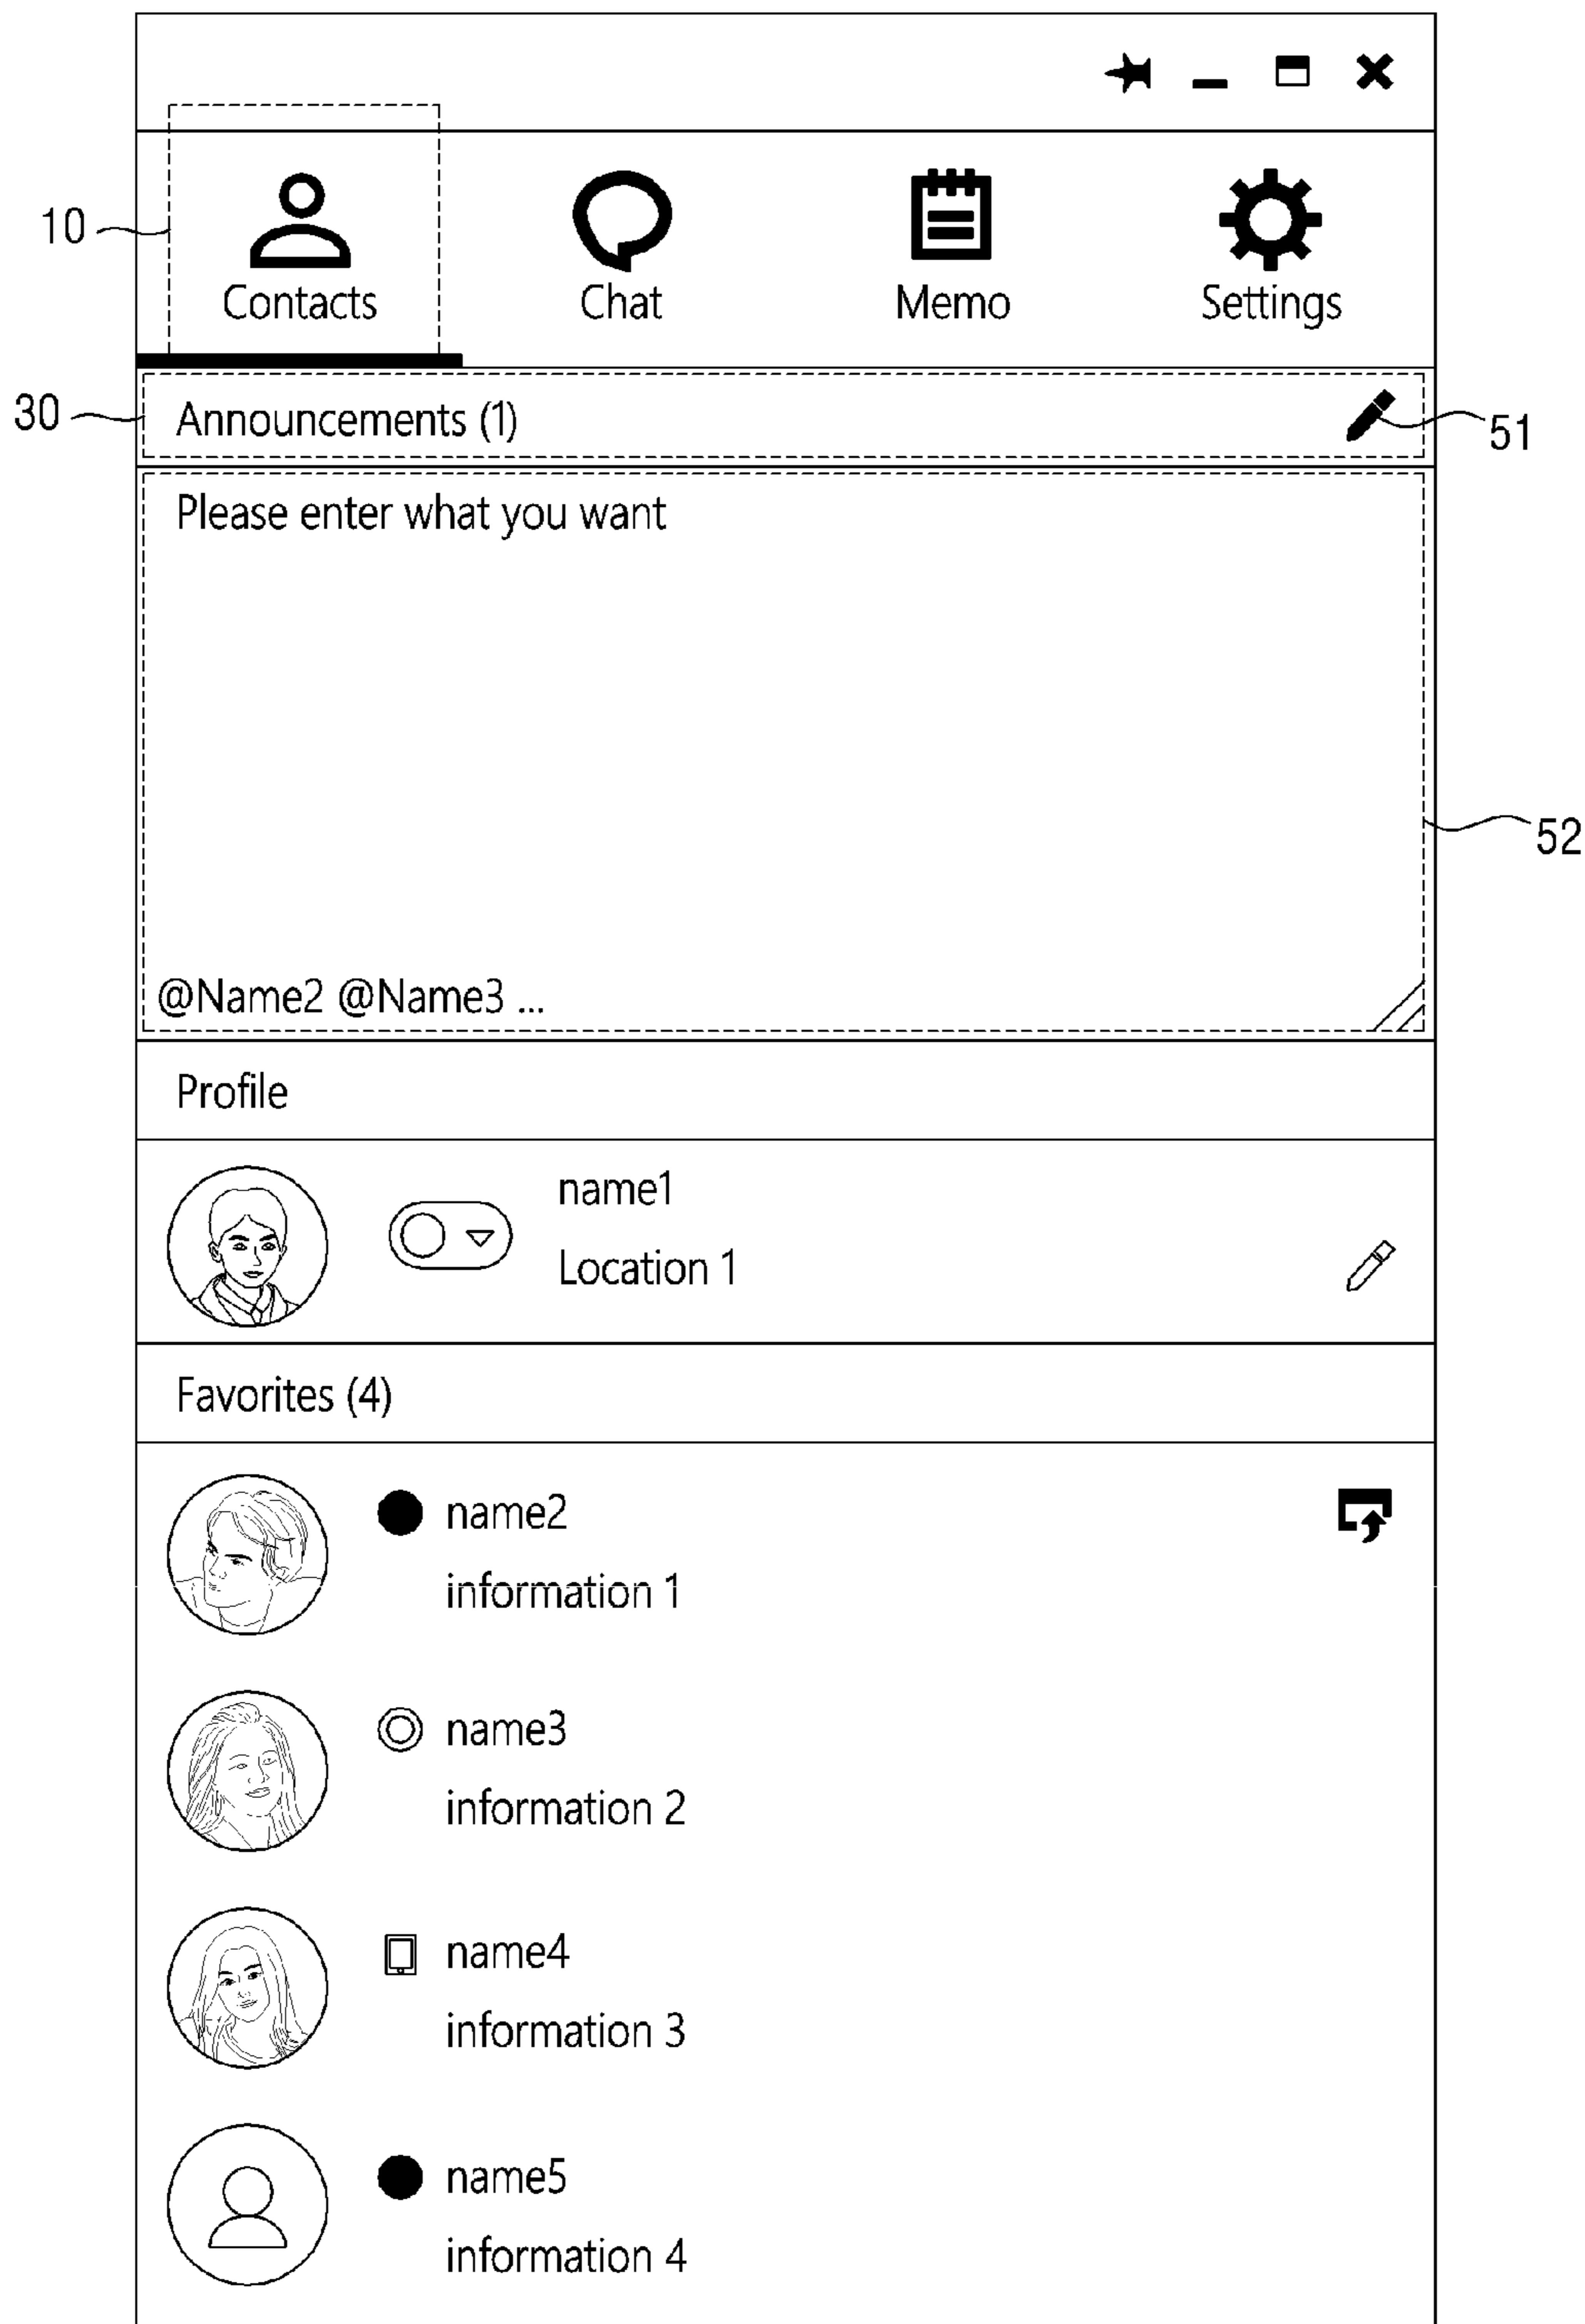 10
Contacts Chat Memo Settings
30
Announcements (1)
51
Please enter what you want
52
@Name2 @Name3 ...
Profile
name1
Location 1
Favorites (4)
name2
information 1
name3
information 2
name4
information 3
name5
information 4